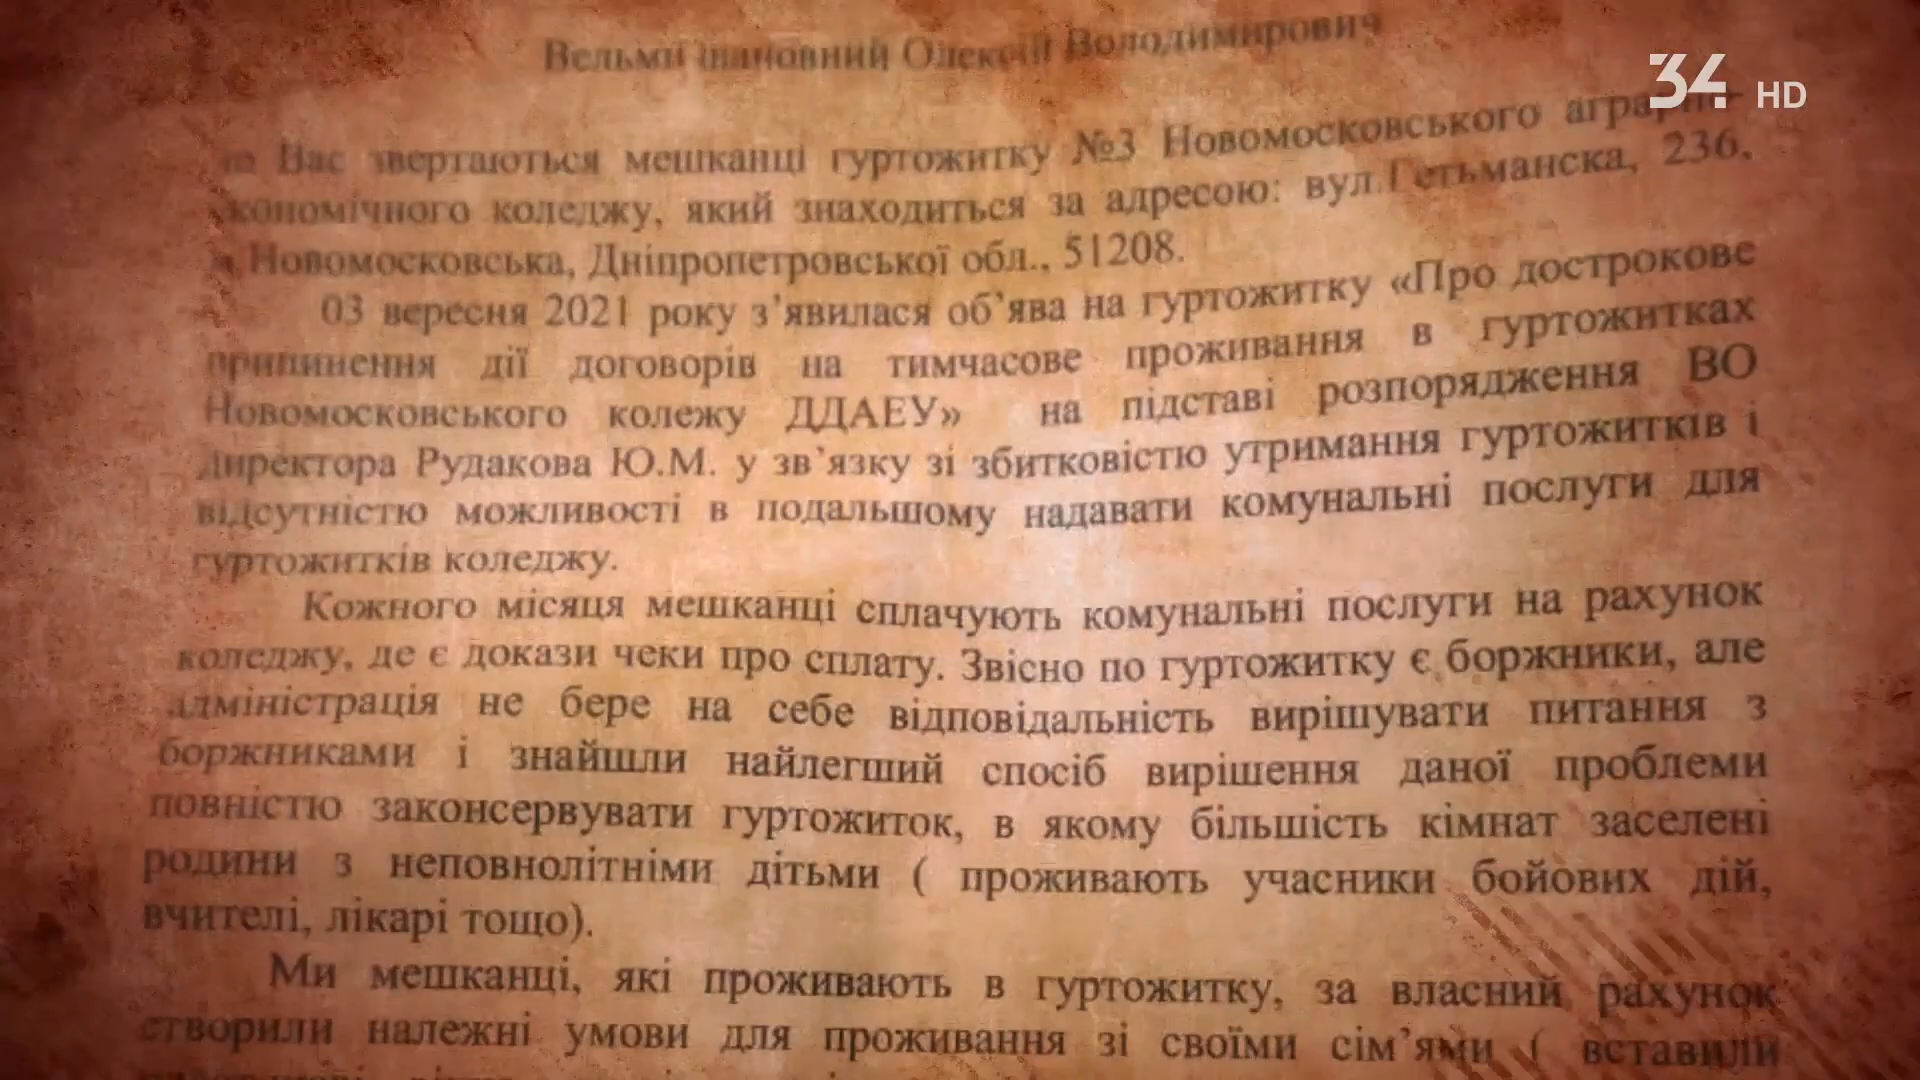 Вельми шановний Олексій Володимирович
34 HD
Вас звертаються мешканці гуртожитку №3 Новомосковського
економічного коледжу, який знаходиться за адресою: вул.Гетьманска, 236,
Новомосковська, Дніпропетровської обл., 51208.
03 вересня 2021 року з'явилася об'ява на гуртожитку «Про дострокове
припинення дії договорів на тимчасове проживання в гуртожитках
Новомосковського колежу ДДАЕУ» на підставі розпорядження ВО
директора Рудакова Ю.М. у зв'язку зі збитковістю утримання гуртожитків і
відсутністю можливості в подальшому надавати комунальні послуги для
гуртожитків коледжу.
Кожного місяця мешканці сплачують комунальні послуги на рахунок
коледжу, де є докази чеки про сплату. Звісно по гуртожитку є боржники, але
адміністрація не бере на себе відповідальність вирішувати питання з
боржниками і знайшли найлегший спосіб вирішення даної проблеми
повністю законсервувати гуртожиток, в якому більшість кімнат заселені
родини з неповнолітніми дітьми ( проживають учасники бойових дій,
вчителі, лікарі тощо).
Ми мешканці, які проживають в гуртожитку, за власний рахунок
створили належні умови для проживання зі своїми сім'ями ( вставили